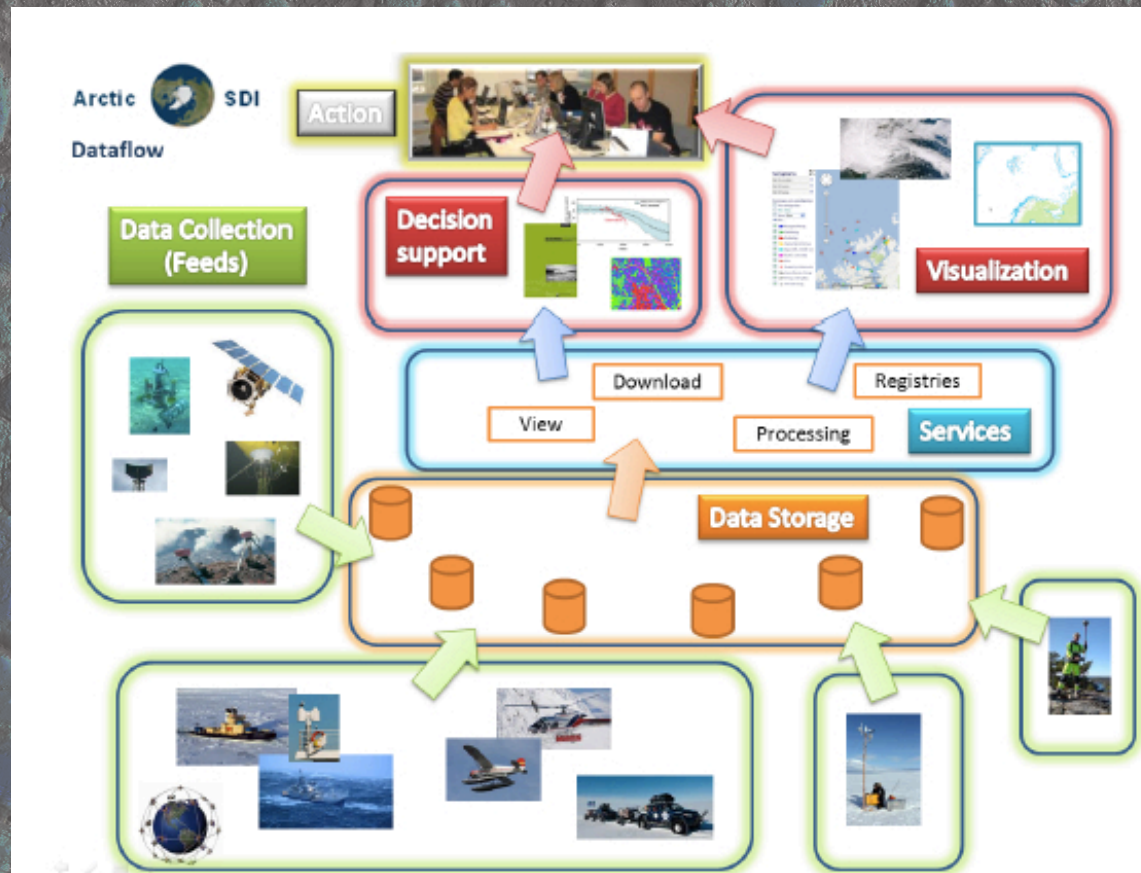 Arctic SDI
Dataflow
Action
Data Collection
(Feeds)
Decision
support
Visualization
Download
Registries
View
Processing
Services
Data Storage